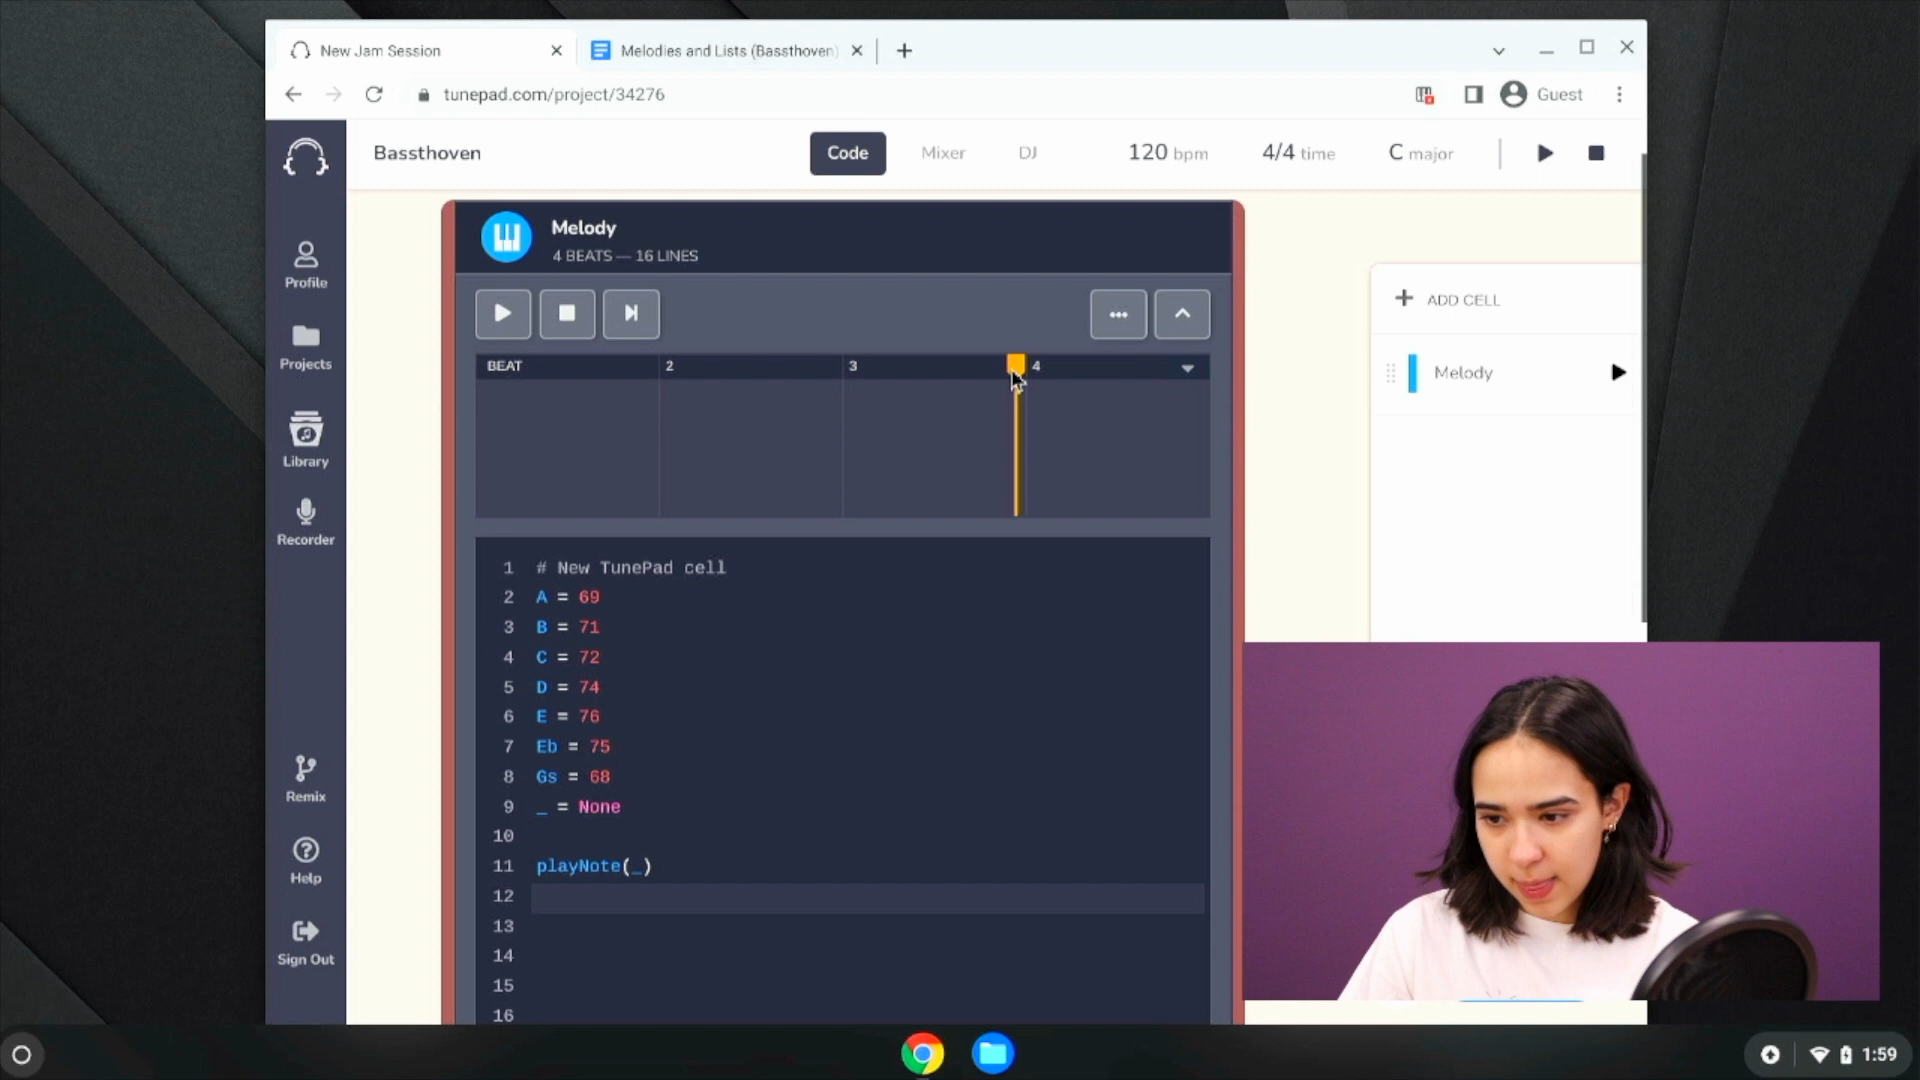 New Jam Session
Melodies and Lists (Bassthoven)
tunepad.com/project/34276
Guest
Bassthoven
Code
Mixer
DJ
120 bpm
4/4 time
C major
Profile
Projects
Library
Recorder
Remix
Help
Sign Out
Melody
4 BEATS — 16 LINES
BEAT 2 3 4
1 # New TunePad cell
2 A = 69
3 B = 71
4 C = 72
5 D = 74
6 E = 76
7 Eb = 75
8 Gs = 68
9 _ = None
10
11 playNote(_)
12
13
14
15
16
+ ADD CELL
Melody
1:59